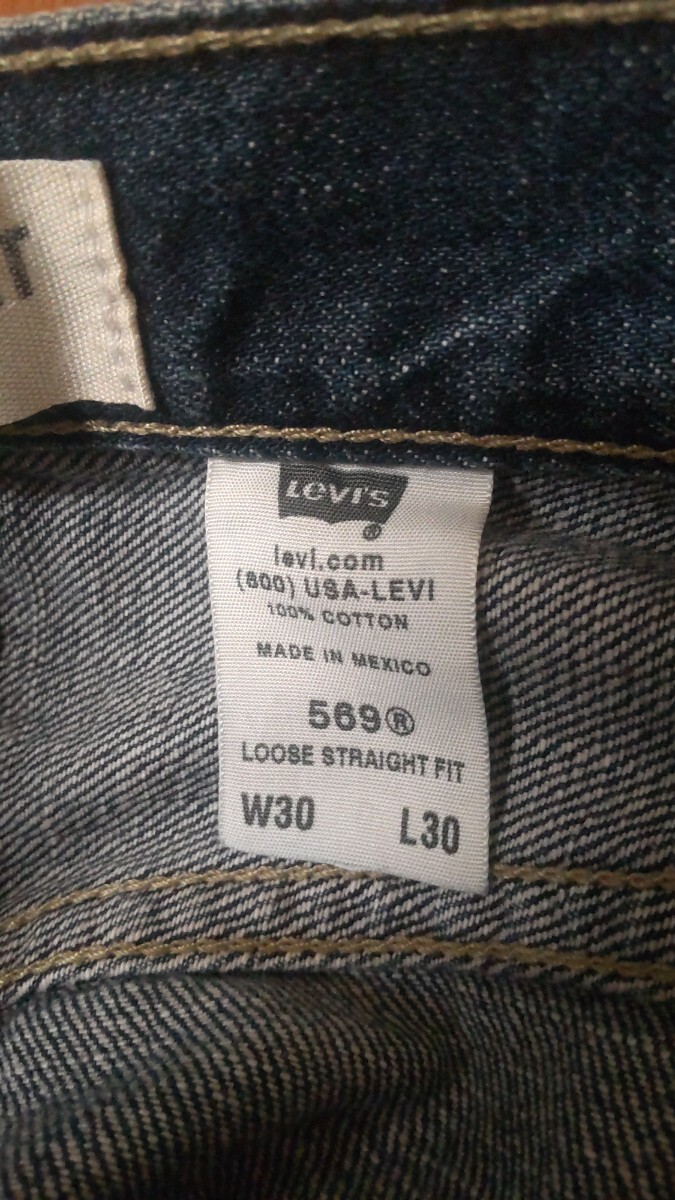 LEVI'S
®
levi.com
(800) USA-LEVI
100% COTTON
MADE IN MEXICO
569®
LOOSE STRAIGHT FIT
W30 L30